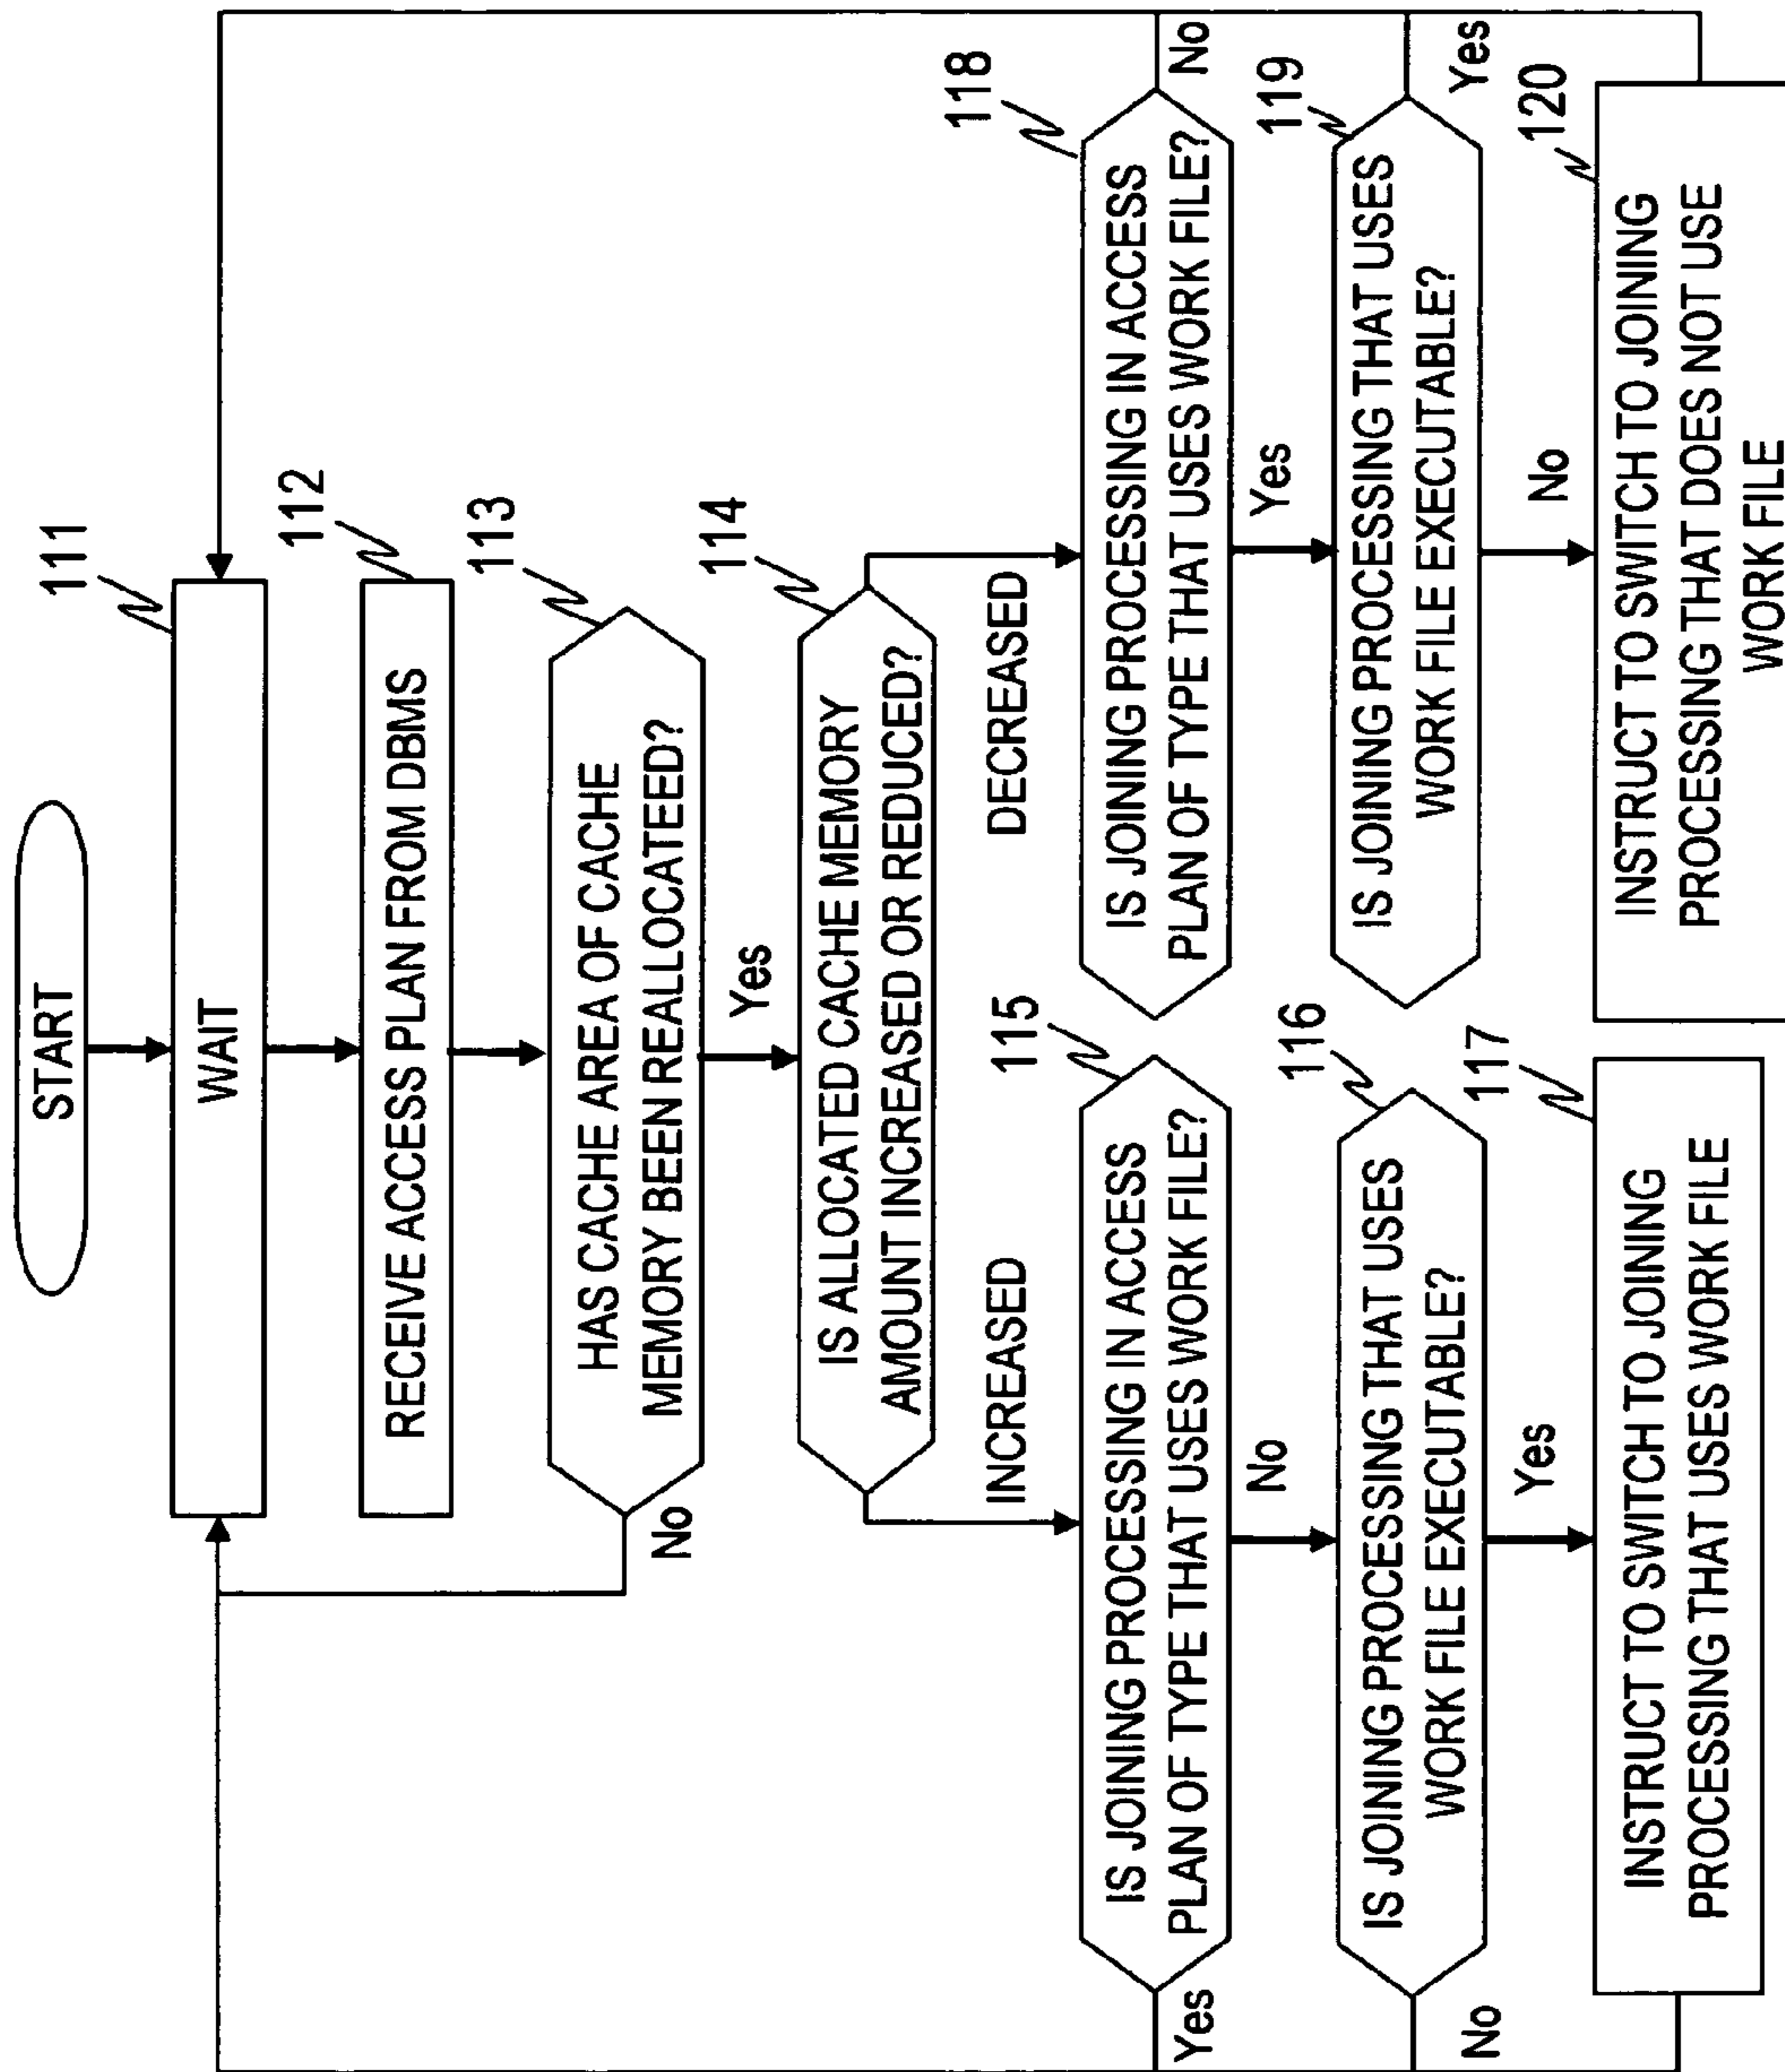 START
111
WAIT
112
RECEIVE ACCESS PLAN FROM DBMS
113
HAS CACHE AREA OF CACHE
MEMORY BEEN REALLOCATEED?
No
Yes
114
IS ALLOCATED CACHE MEMORY
AMOUNT INCREASED OR REDUCED?
INCREASED
DECREASED
115
IS JOINING PROCESSING IN ACCESS
PLAN OF TYPE THAT USES WORK FILE?
Yes
No
116
IS JOINING PROCESSING THAT USES
WORK FILE EXECUTABLE?
No
Yes
117
INSTRUCT TO SWITCH TO JOINING
PROCESSING THAT USES WORK FILE
118
IS JOINING PROCESSING IN ACCESS
PLAN OF TYPE THAT USES WORK FILE?
No
Yes
119
IS JOINING PROCESSING THAT USES
WORK FILE EXECUTABLE?
Yes
No
120
INSTRUCT TO SWITCH TO JOINING
PROCESSING THAT DOES NOT USE
WORK FILE